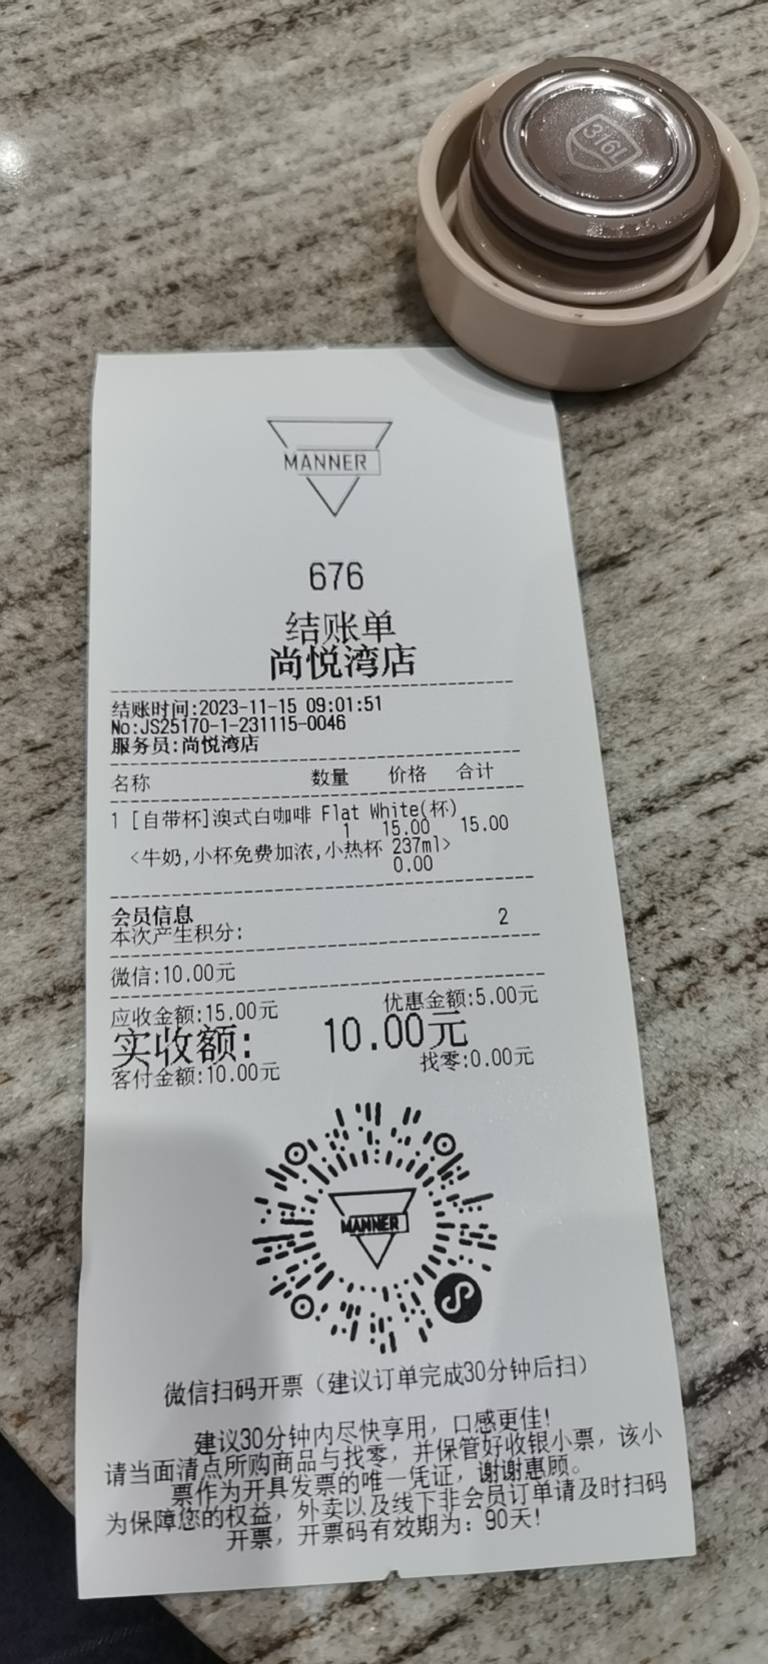 316L
MANNER
676
结账单
尚悦湾店
结账时间:2023-11-15 09:01:51
No:JS25170-1-231115-0046
服务员:尚悦湾店
名称 数量 价格 合计
1 [自带杯]澳式白咖啡 Flat White(杯)
1 15.00 15.00
<牛奶,小杯免费加浓,小热杯 237ml>
0.00
会员信息
本次产生积分: 2
微信:10.00元
应收金额:15.00元 优惠金额:5.00元
实收额: 10.00元
客付金额:10.00元 找零:0.00元
MANNER
微信扫码开票（建议订单完成30分钟后扫）
建议30分钟内尽快享用，口感更佳!
请当面清点所购商品与找零，并保管好收银小票，该小
票作为开具发票的唯一凭证，谢谢惠顾。
为保障您的权益，外卖以及线下非会员订单请及时扫码
开票，开票码有效期为：90天!